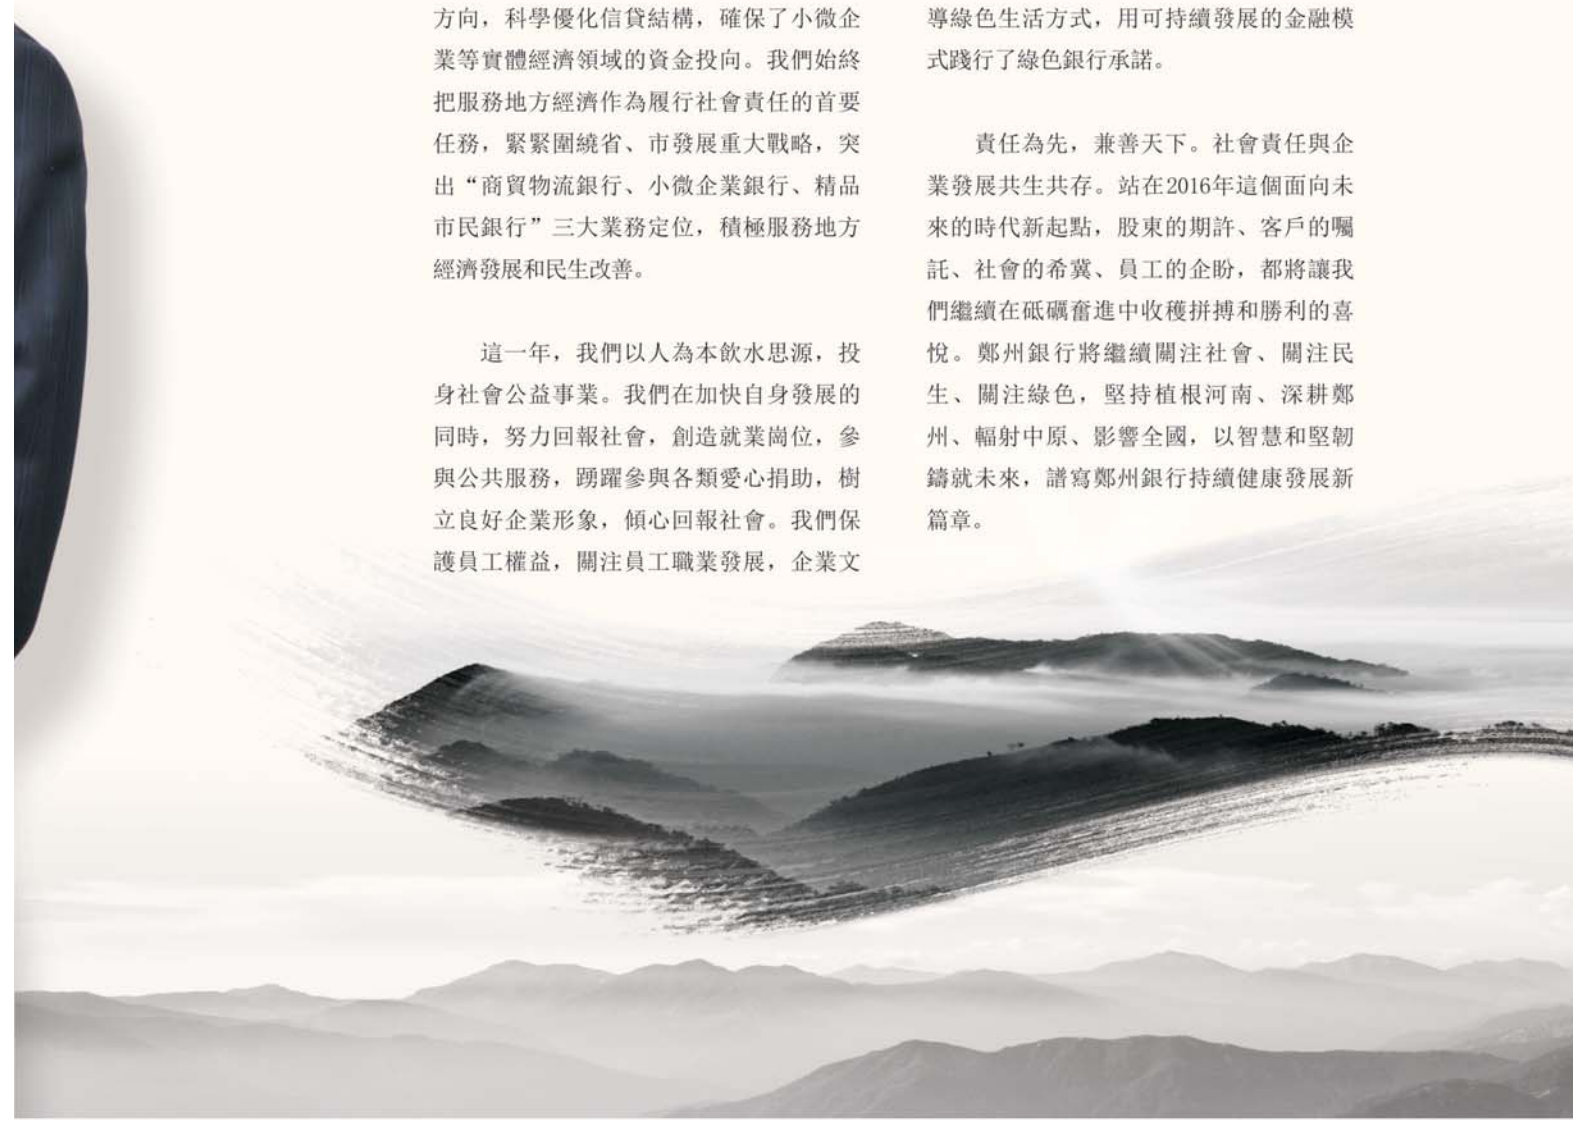 方向，科學優化信貸結構，確保了小微企
業等實體經濟領域的資金投向。我們始終
把服務地方經濟作為履行社會責任的首要
任務，緊緊圍繞省、市發展重大戰略，突
出“商貿物流銀行、小微企業銀行、精品
市民銀行”三大業務定位，積極服務地方
經濟發展和民生改善。
這一年，我們以人為本飲水思源，投
身社會公益事業。我們在加快自身發展的
同時，努力回報社會，創造就業崗位，參
與公共服務，踴躍參與各類愛心捐助，樹
立良好企業形象，傾心回報社會。我們保
護員工權益，關注員工職業發展，企業文
導綠色生活方式，用可持續發展的金融模
式踐行了綠色銀行承諾。
責任為先，兼善天下。社會責任與企
業發展共生共存。站在2016年這個面向未
來的時代新起點，股東的期許、客戶的囑
託、社會的希冀、員工的企盼，都將讓我
們繼續在砥礪奮進中收穫拼搏和勝利的喜
悅。鄭州銀行將繼續關注社會、關注民
生、關注綠色，堅持植根河南、深耕鄭
州、輻射中原、影響全國，以智慧和堅韌
鑄就未來，譜寫鄭州銀行持續健康發展新
篇章。